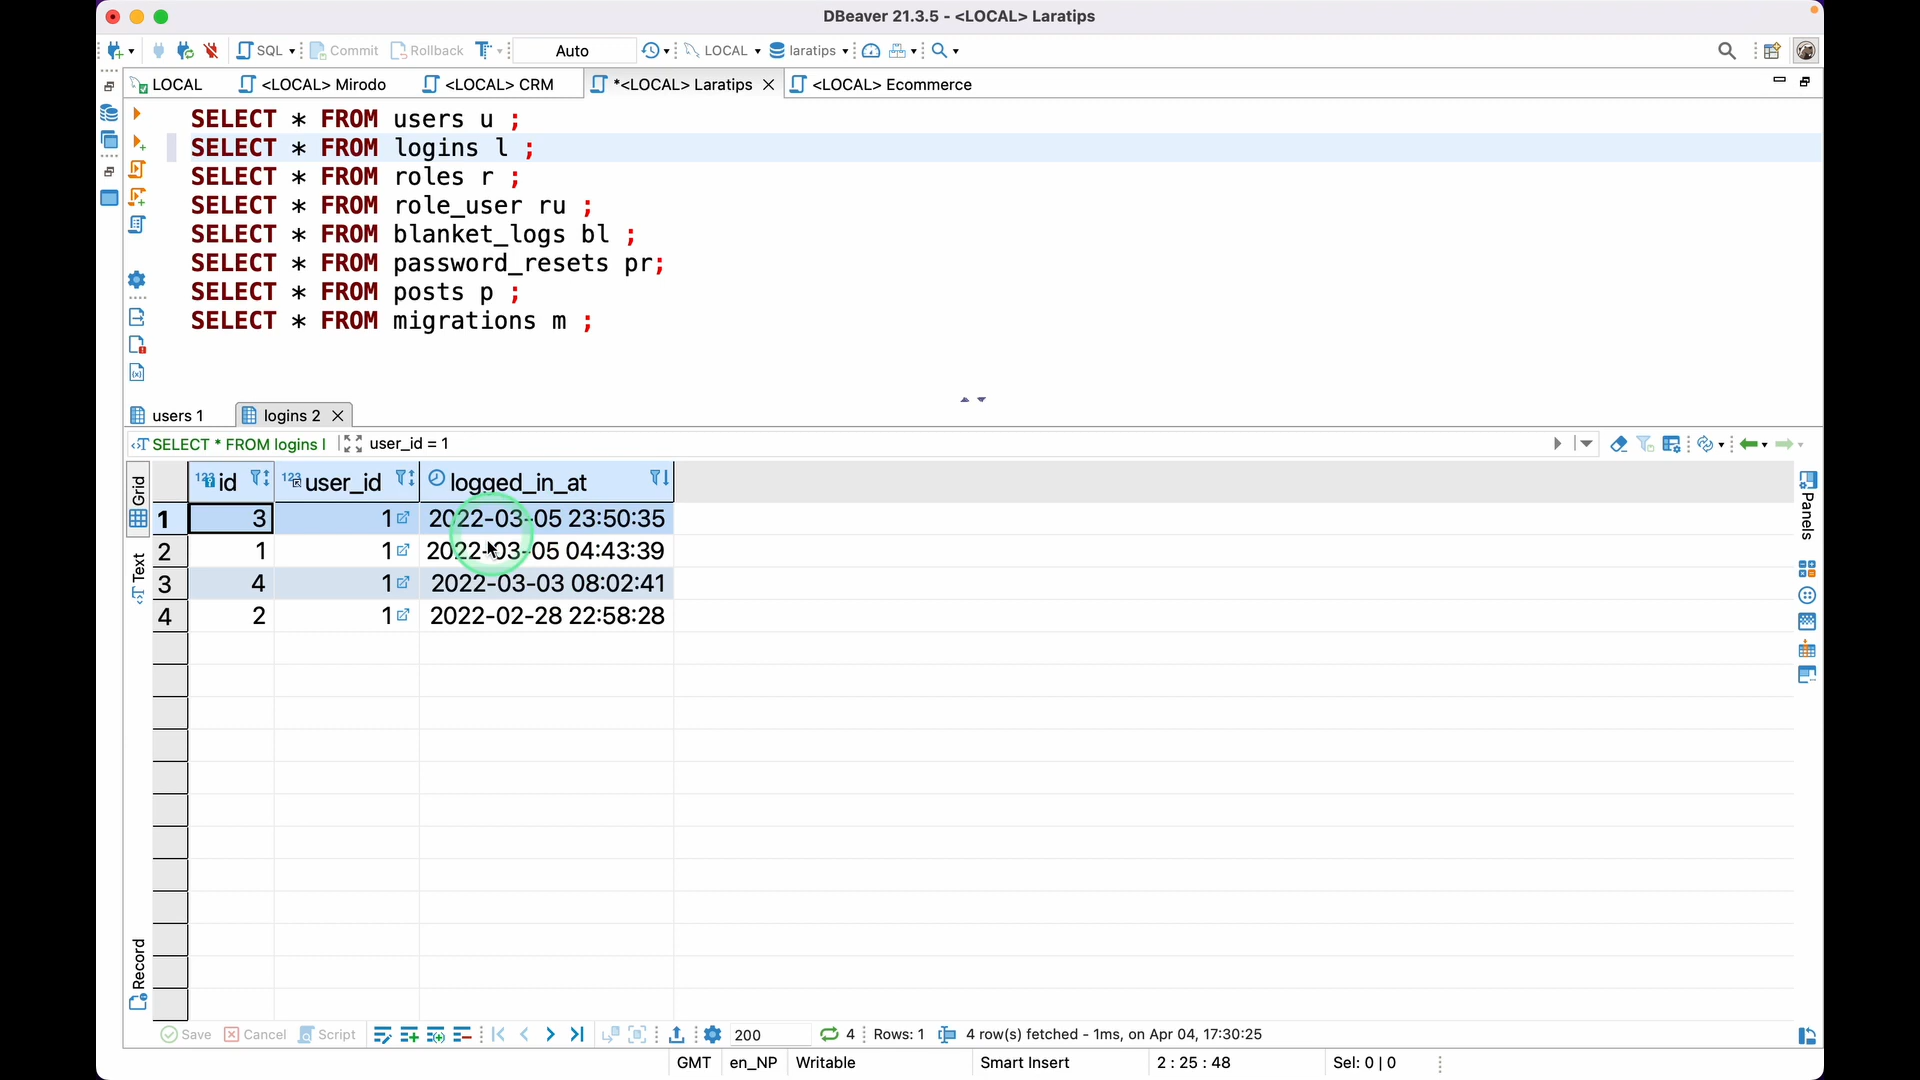 DBeaver 21.3.5 - <LOCAL> Laratips
SQL Commit Rollback Auto LOCAL laratips
LOCAL <LOCAL> Mirodo <LOCAL> CRM *<LOCAL> Laratips <LOCAL> Ecommerce
SELECT * FROM users u ;
SELECT * FROM logins l ;
SELECT * FROM roles r ;
SELECT * FROM role_user ru ;
SELECT * FROM blanket_logs bl ;
SELECT * FROM password_resets pr;
SELECT * FROM posts p ;
SELECT * FROM migrations m ;
users 1 logins 2
SELECT * FROM logins l user_id = 1
Grid
Text
Record
Panels
123 id 123 user_id logged_in_at
1 3 1 2022-03-05 23:50:35
2 1 1 2022-03-05 04:43:39
3 4 1 2022-03-03 08:02:41
4 2 1 2022-02-28 22:58:28
Save Cancel Script 200 4 Rows: 1 4 row(s) fetched - 1ms, on Apr 04, 17:30:25
GMT en_NP Writable Smart Insert 2 : 25 : 48 Sel: 0 | 0